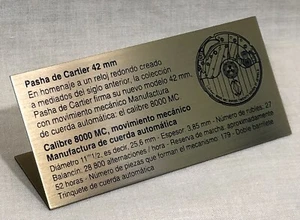 Pasha de Cartier 42 mm
En homenaje a un reloj redondo creado
a mediados del siglo anterior, la colección
Pasha de Cartier firma su nuevo modelo 42 mm,
con movimiento mecánico Manufactura
de cuerda automática: el calibre 8000 MC
Calibre 8000 MC, movimiento mecánico
Manufactura de cuerda automática
Diámetro 11'''1/2, es decir, 25,6 mm - Espesor: 3,85 mm - Número de rubíes: 27
Balancín: 28 800 alternaciones / hora - Reserva de marcha: aproximadamente
52 horas - Número de piezas que forman el mecanismo: 179 - Doble barrilete
Trinquete de cuerda automática